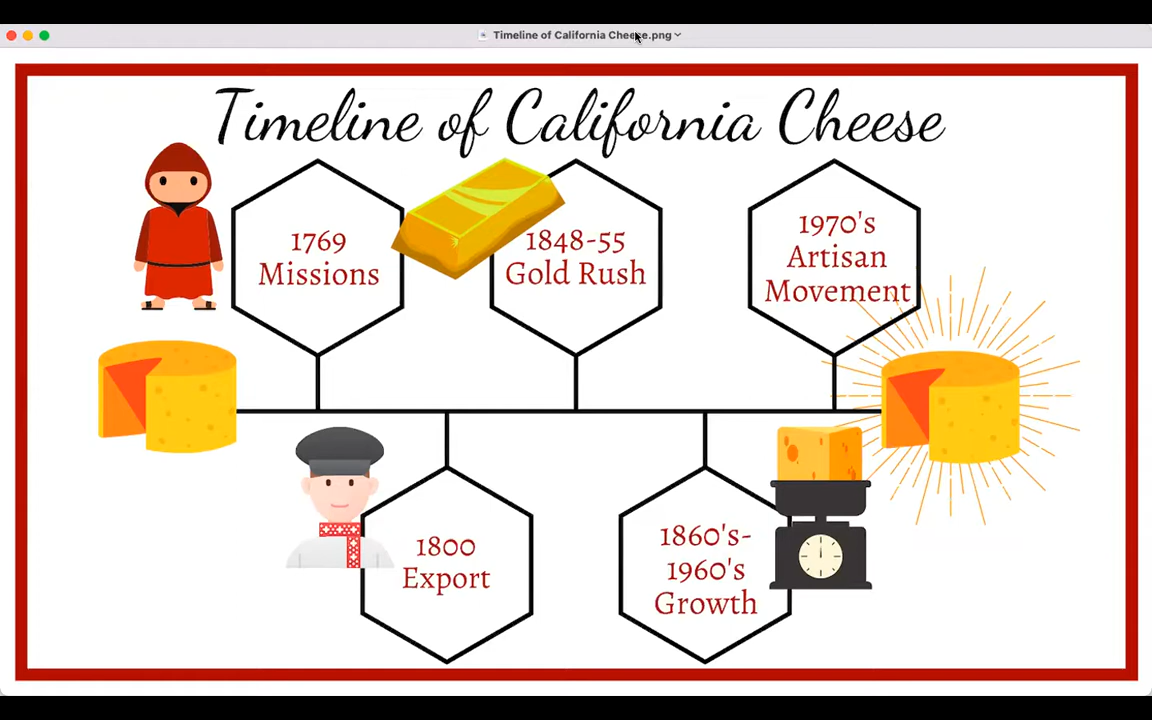 Timeline of California Cheese.png
Timeline of California Cheese
1769
Missions
1848-55
Gold Rush
1970's
Artisan
Movement
1800
Export
1860's-
1960's
Growth